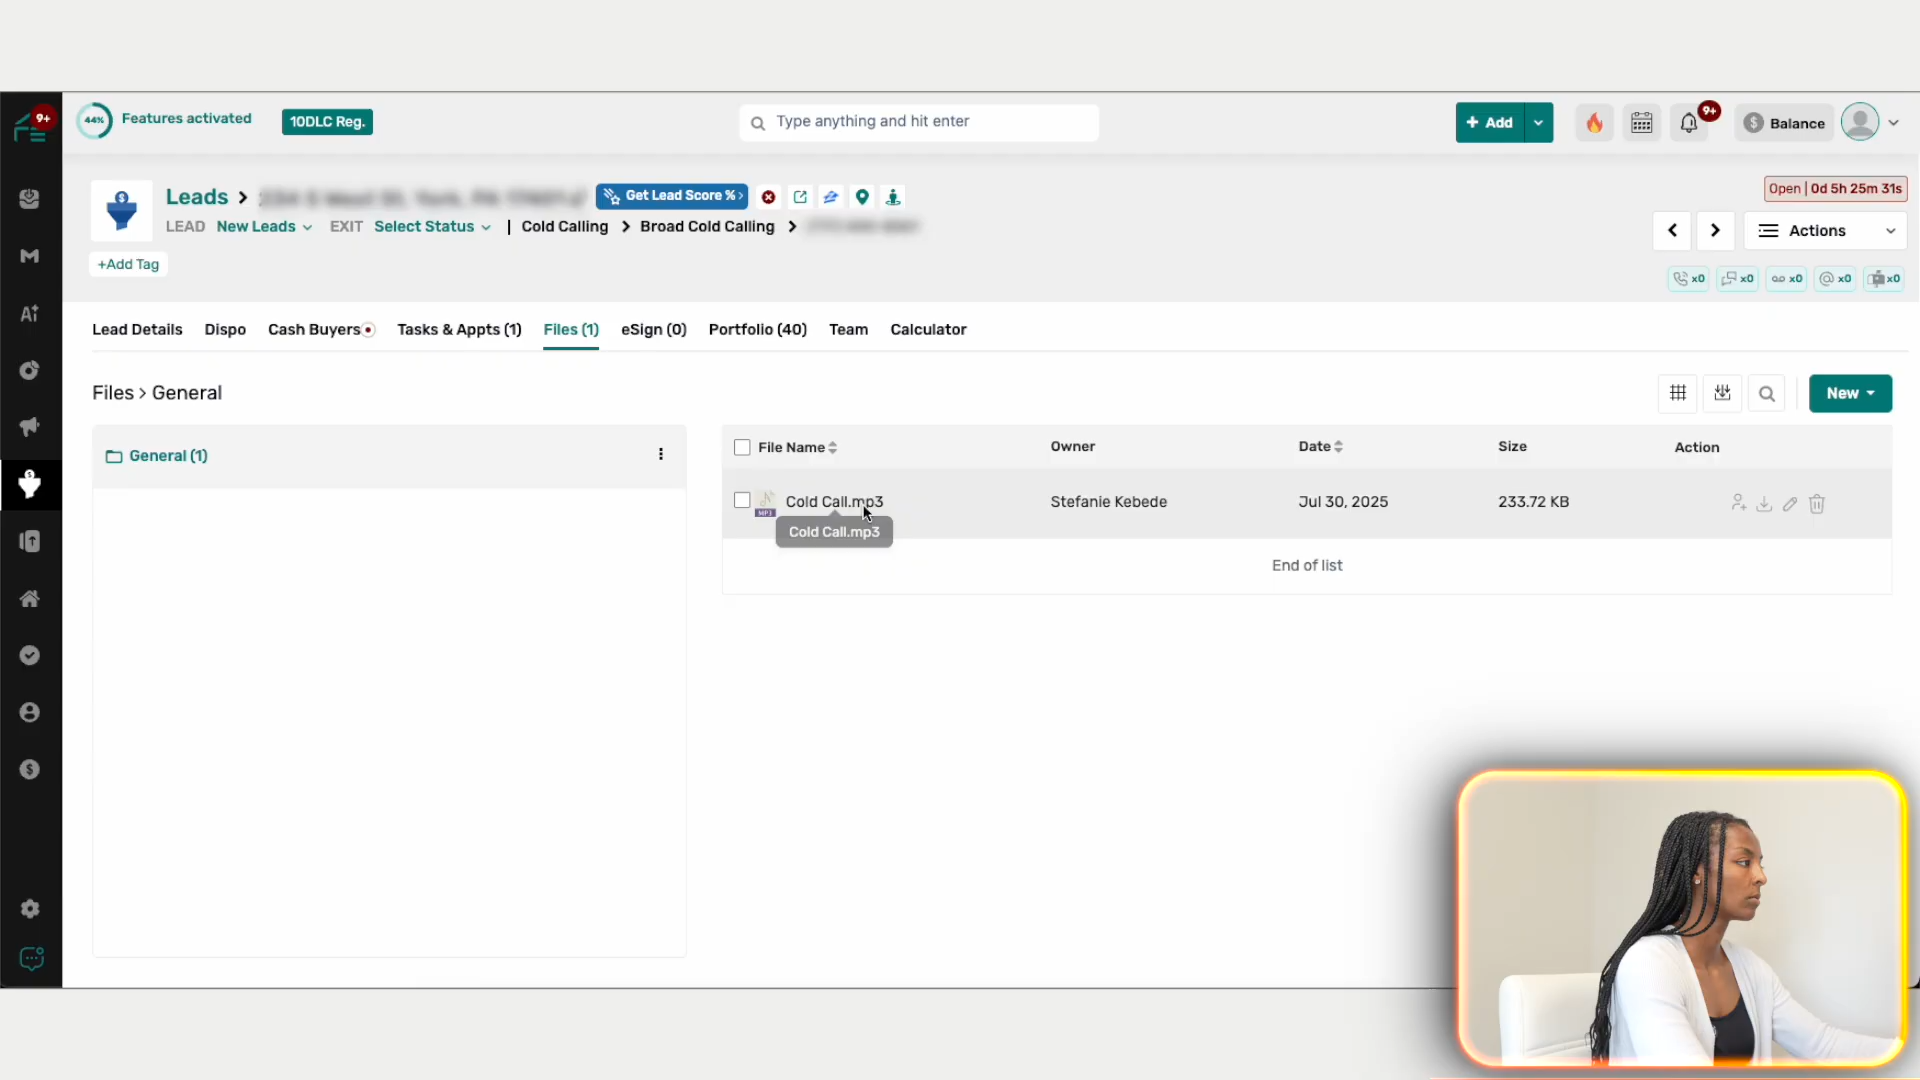 9+
44%
Features activated
10DLC Reg.
Type anything and hit enter
+ Add
9+
Balance
Leads >
Get Lead Score % >
Open | 0d 5h 25m 31s
LEAD New Leads EXIT Select Status | Cold Calling > Broad Cold Calling >
Actions
+Add Tag
x0 x0 x0 x0 x0
Lead Details Dispo Cash Buyers Tasks & Appts (1) Files (1) eSign (0) Portfolio (40) Team Calculator
Files > General
New
General (1)
File Name Owner Date Size Action
MP3 Cold Call.mp3 Stefanie Kebede Jul 30, 2025 233.72 KB
Cold Call.mp3
End of list